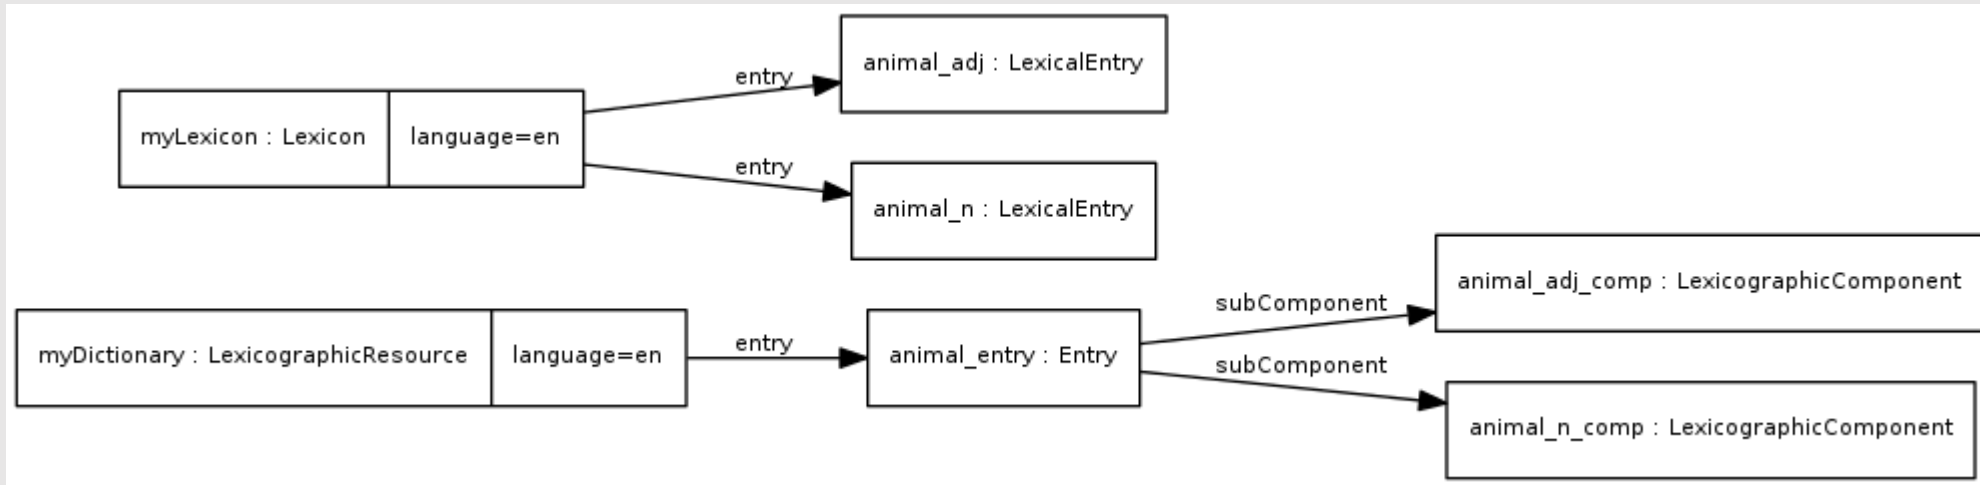 animal_adj : LexicalEntry
entry
myLexicon : Lexicon
language=en
entry
animal_n : LexicalEntry
animal_adj_comp : LexicographicComponent
subComponent
myDictionary : LexicographicResource
language=en
entry
animal_entry : Entry
subComponent
animal_n_comp : LexicographicComponent